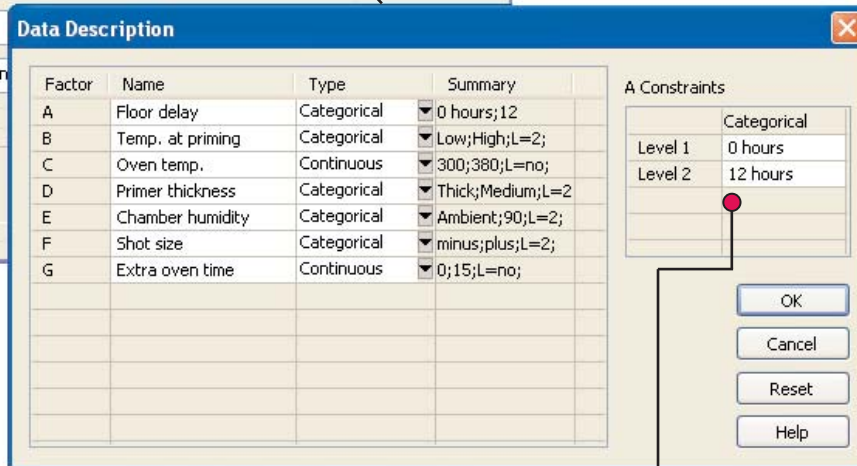 Data Description
Factor Name Type Summary
A Floor delay Categorical 0 hours;12
B Temp. at priming Categorical Low;High;L=2;
C Oven temp. Continuous 300;380;L=no;
D Primer thickness Categorical Thick;Medium;L=2
E Chamber humidity Categorical Ambient;90;L=2;
F Shot size Categorical minus;plus;L=2;
G Extra oven time Continuous 0;15;L=no;
A Constraints
Categorical
Level 1 0 hours
Level 2 12 hours
OK
Cancel
Reset
Help